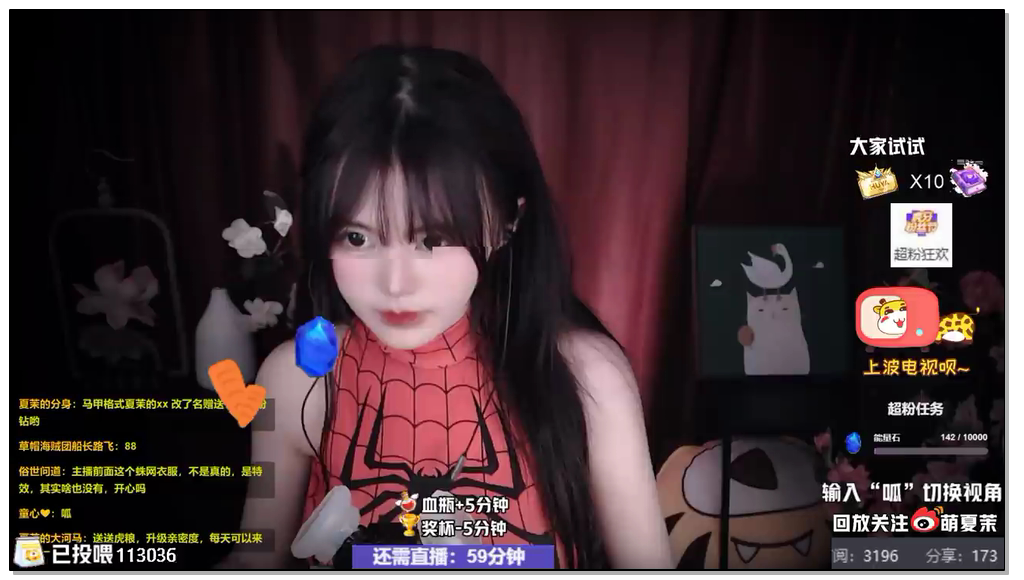 大家试试
HUYA
X10
超粉狂欢
上波电视呗~
超粉任务
能量石
142 / 10000
输入“呱”切换视角
回放关注萌夏茉
阅: 3196 分享: 173
夏茉的分身: 马甲格式夏茉的xx 改了名赠送
钻哟
草帽海贼团船长路飞: 88
俗世问道: 主播前面这个蛛网衣服, 不是真的, 是特
效, 其实啥也没有, 开心吗
童心♥: 呱
的大河马: 送送虎粮, 升级亲密度, 每天可以来
已投喂 113036
血瓶+5分钟
奖杯-5分钟
还需直播: 59分钟